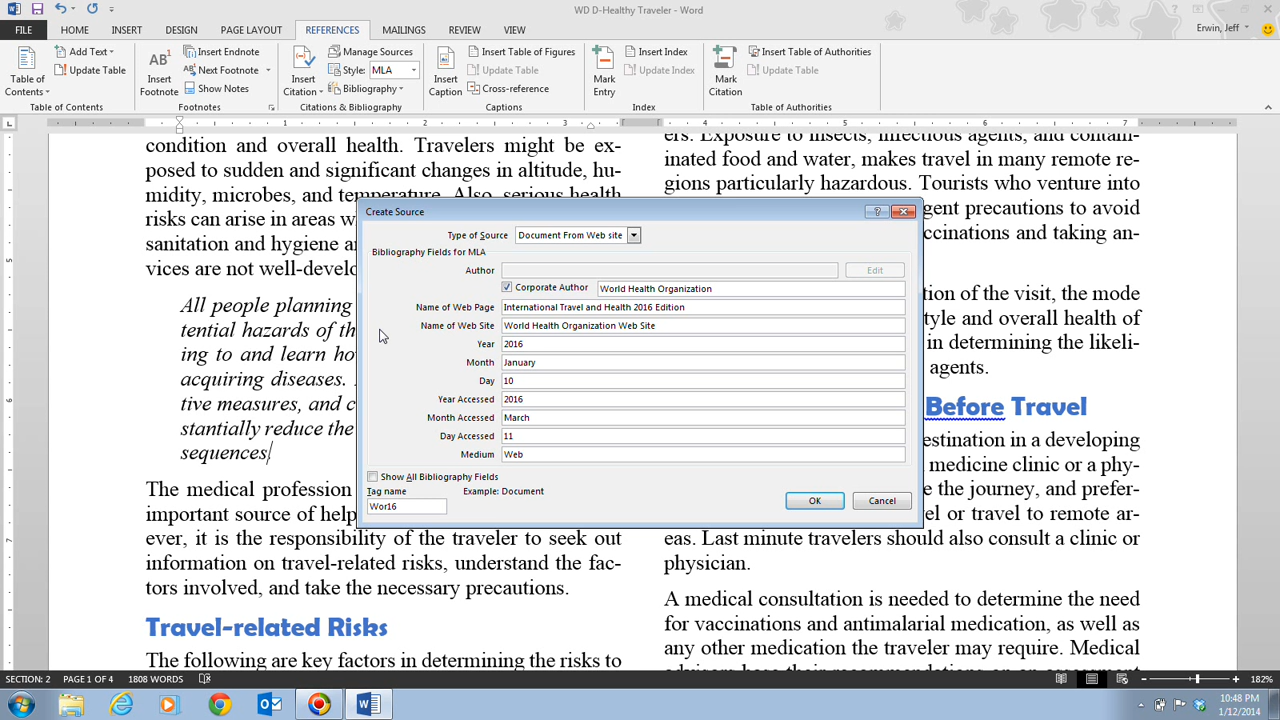 WD D-Healthy Traveler - Word
FILE HOME INSERT DESIGN PAGE LAYOUT REFERENCES MAILINGS REVIEW VIEW Erwin, Jeff
Table of Contents
Add Text
Update Table
Table of Contents
AB
Insert Footnote
Insert Endnote
Next Footnote
Show Notes
Footnotes
Insert Citation
Manage Sources
Style: MLA
Bibliography
Citations & Bibliography
Insert Caption
Insert Table of Figures
Update Table
Cross-reference
Captions
Mark Entry
Insert Index
Update Index
Index
Mark Citation
Insert Table of Authorities
Update Table
Table of Authorities
1 2 3 5 6 7
condition and overall health. Travelers might be ex-
posed to sudden and significant changes in altitude, hu-
midity, microbes, and temperature. Also, serious health
risks can arise in areas w
sanitation and hygiene ar
vices are not well-develo
All people planning
tential hazards of th
ing to and learn ho
acquiring diseases.
tive measures, and c
stantially reduce the
sequences
The medical profession
important source of help
ever, it is the responsibility of the traveler to seek out
information on travel-related risks, understand the fac-
tors involved, and take the necessary precautions.
Travel-related Risks
The following are key factors in determining the risks to
ers. Exposure to insects, infectious agents, and contam-
inated food and water, makes travel in many remote re-
gions particularly hazardous. Tourists who venture into
gent precautions to avoid
ccinations and taking an-
ion of the visit, the mode
tyle and overall health of
in determining the likeli-
agents.
Before Travel
estination in a developing
medicine clinic or a phy-
e the journey, and prefer-
el or travel to remote ar-
eas. Last minute travelers should also consult a clinic or
physician.
A medical consultation is needed to determine the need
for vaccinations and antimalarial medication, as well as
any other medication the traveler may require. Medical
Create Source
Type of Source Document From Web site
Bibliography Fields for MLA
Author Edit
Corporate Author World Health Organization
Name of Web Page International Travel and Health 2016 Edition
Name of Web Site World Health Organization Web Site
Year 2016
Month January
Day 10
Year Accessed 2016
Month Accessed March
Day Accessed 11
Medium Web
Show All Bibliography Fields
Tag name Example: Document
Wor16
OK Cancel
SECTION: 2 PAGE 1 OF 4 1808 WORDS 182%
10:48 PM
1/12/2014